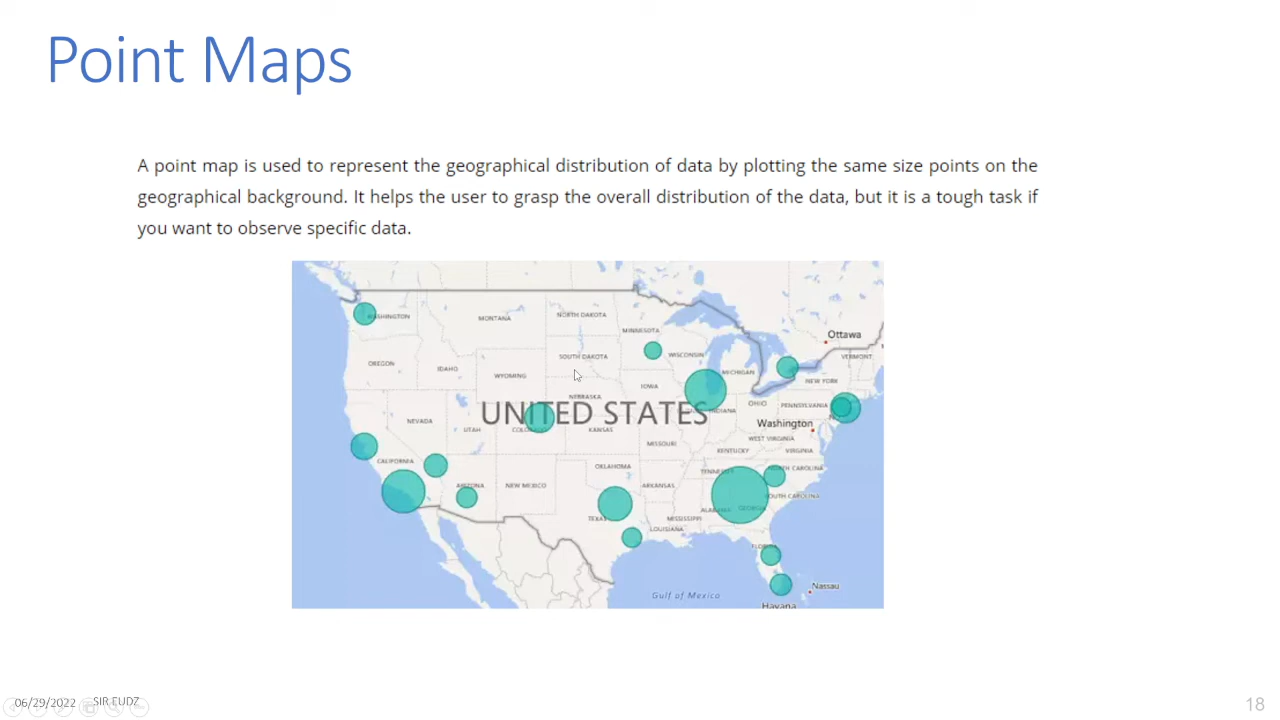 Point Maps
A point map is used to represent the geographical distribution of data by plotting the same size points on the
geographical background. It helps the user to grasp the overall distribution of the data, but it is a tough task if
you want to observe specific data.
WASHINGTON
MONTANA
NORTH DAKOTA
MINNESOTA
Ottawa
OREGON
IDAHO
WYOMING
SOUTH DAKOTA
WISCONSIN
MICHIGAN
VERMONT
NEW YORK
NEBRASKA
IOWA
UNITED STATES
INDIANA
OHIO
PENNSYLVANIA
NEVADA
UTAH
KANSAS
Washington
MISSOURI
WEST VIRGINIA
KENTUCKY
VIRGINIA
CALIFORNIA
ARIZONA
NEW MEXICO
OKLAHOMA
ARKANSAS
NORTH CAROLINA
SOUTH CAROLINA
TEXAS
LOUISIANA
MISSISSIPPI
GEORGIA
Gulf of Mexico
Nassau
Havana
06/29/2022
SIR EUDZ
18